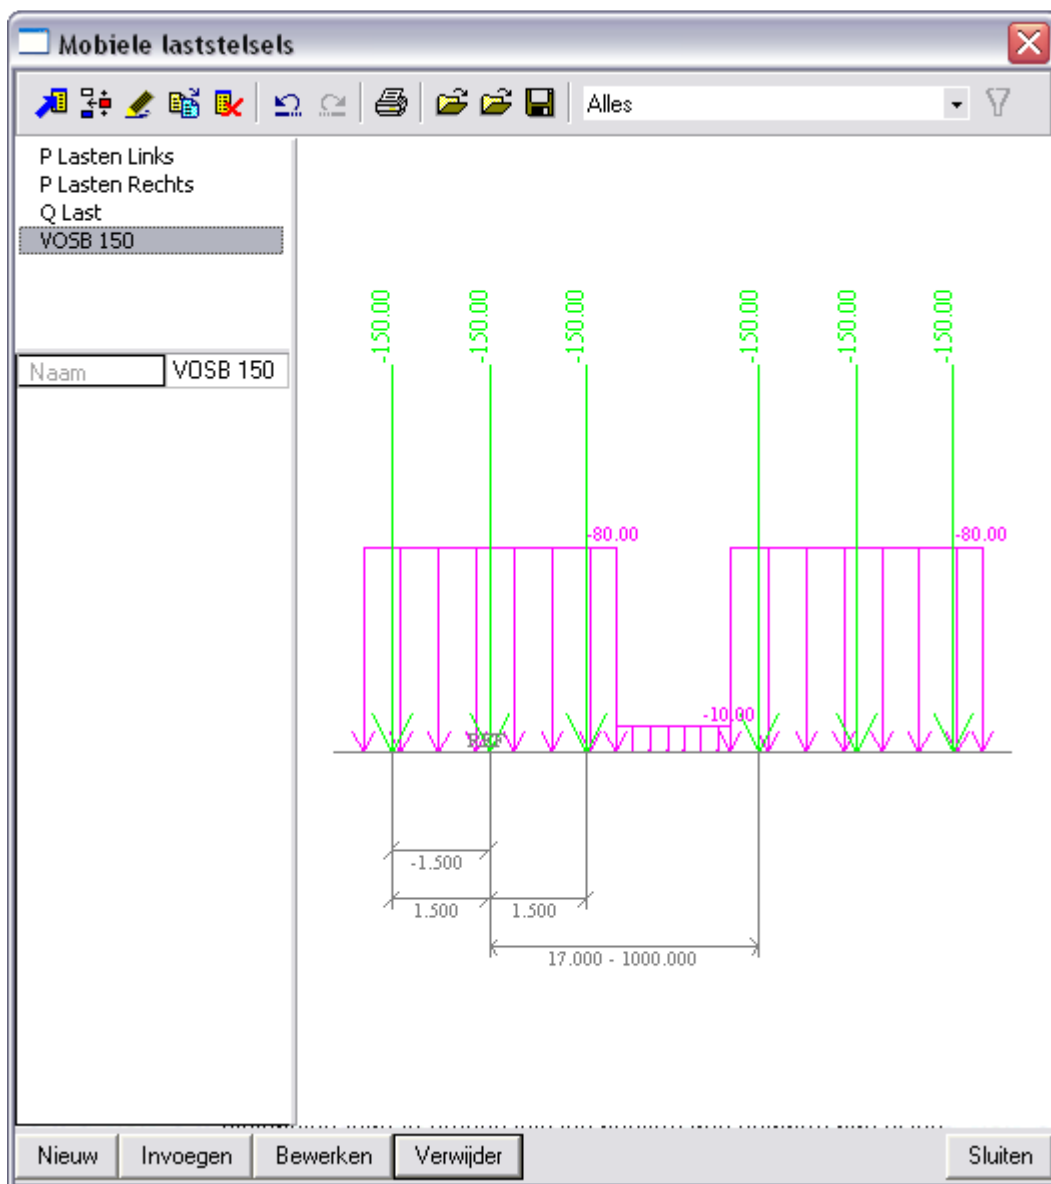 Mobiele laststelsels
Alles
P Lasten Links
P Lasten Rechts
Q Last
VOSB 150
Naam VOSB 150
-150.00 -150.00 -150.00 -150.00 -150.00 -150.00
-80.00 -80.00
-10.00
REF
-1.500
1.500 1.500
17.000 - 1000.000
Nieuw Invoegen Bewerken Verwijder Sluiten